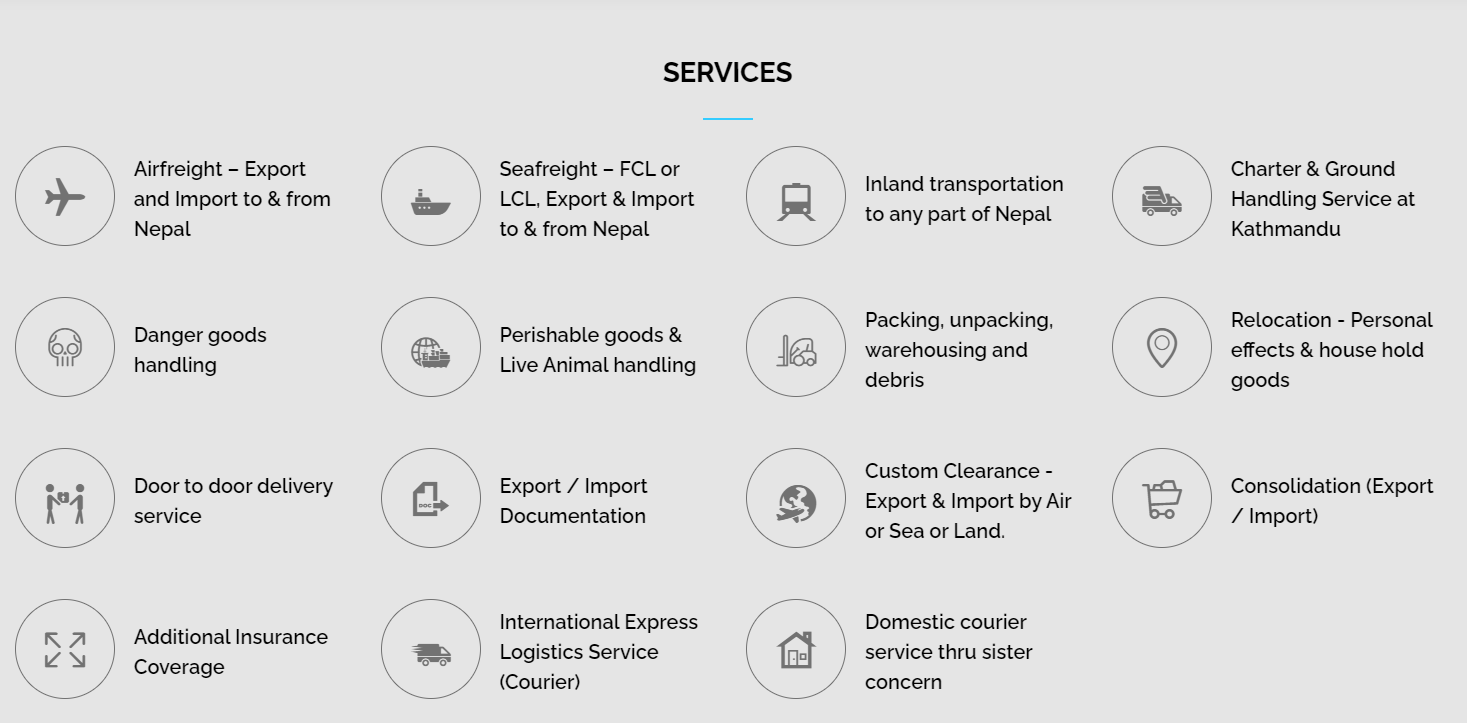 SERVICES
Airfreight – Export
and Import to & from
Nepal
Seafreight – FCL or
LCL, Export & Import
to & from Nepal
Inland transportation
to any part of Nepal
Charter & Ground
Handling Service at
Kathmandu
Danger goods
handling
Perishable goods &
Live Animal handling
Packing, unpacking,
warehousing and
debris
Relocation - Personal
effects & house hold
goods
Door to door delivery
service
DOC
Export / Import
Documentation
Custom Clearance -
Export & Import by Air
or Sea or Land.
Consolidation (Export
/ Import)
Additional Insurance
Coverage
International Express
Logistics Service
(Courier)
Domestic courier
service thru sister
concern